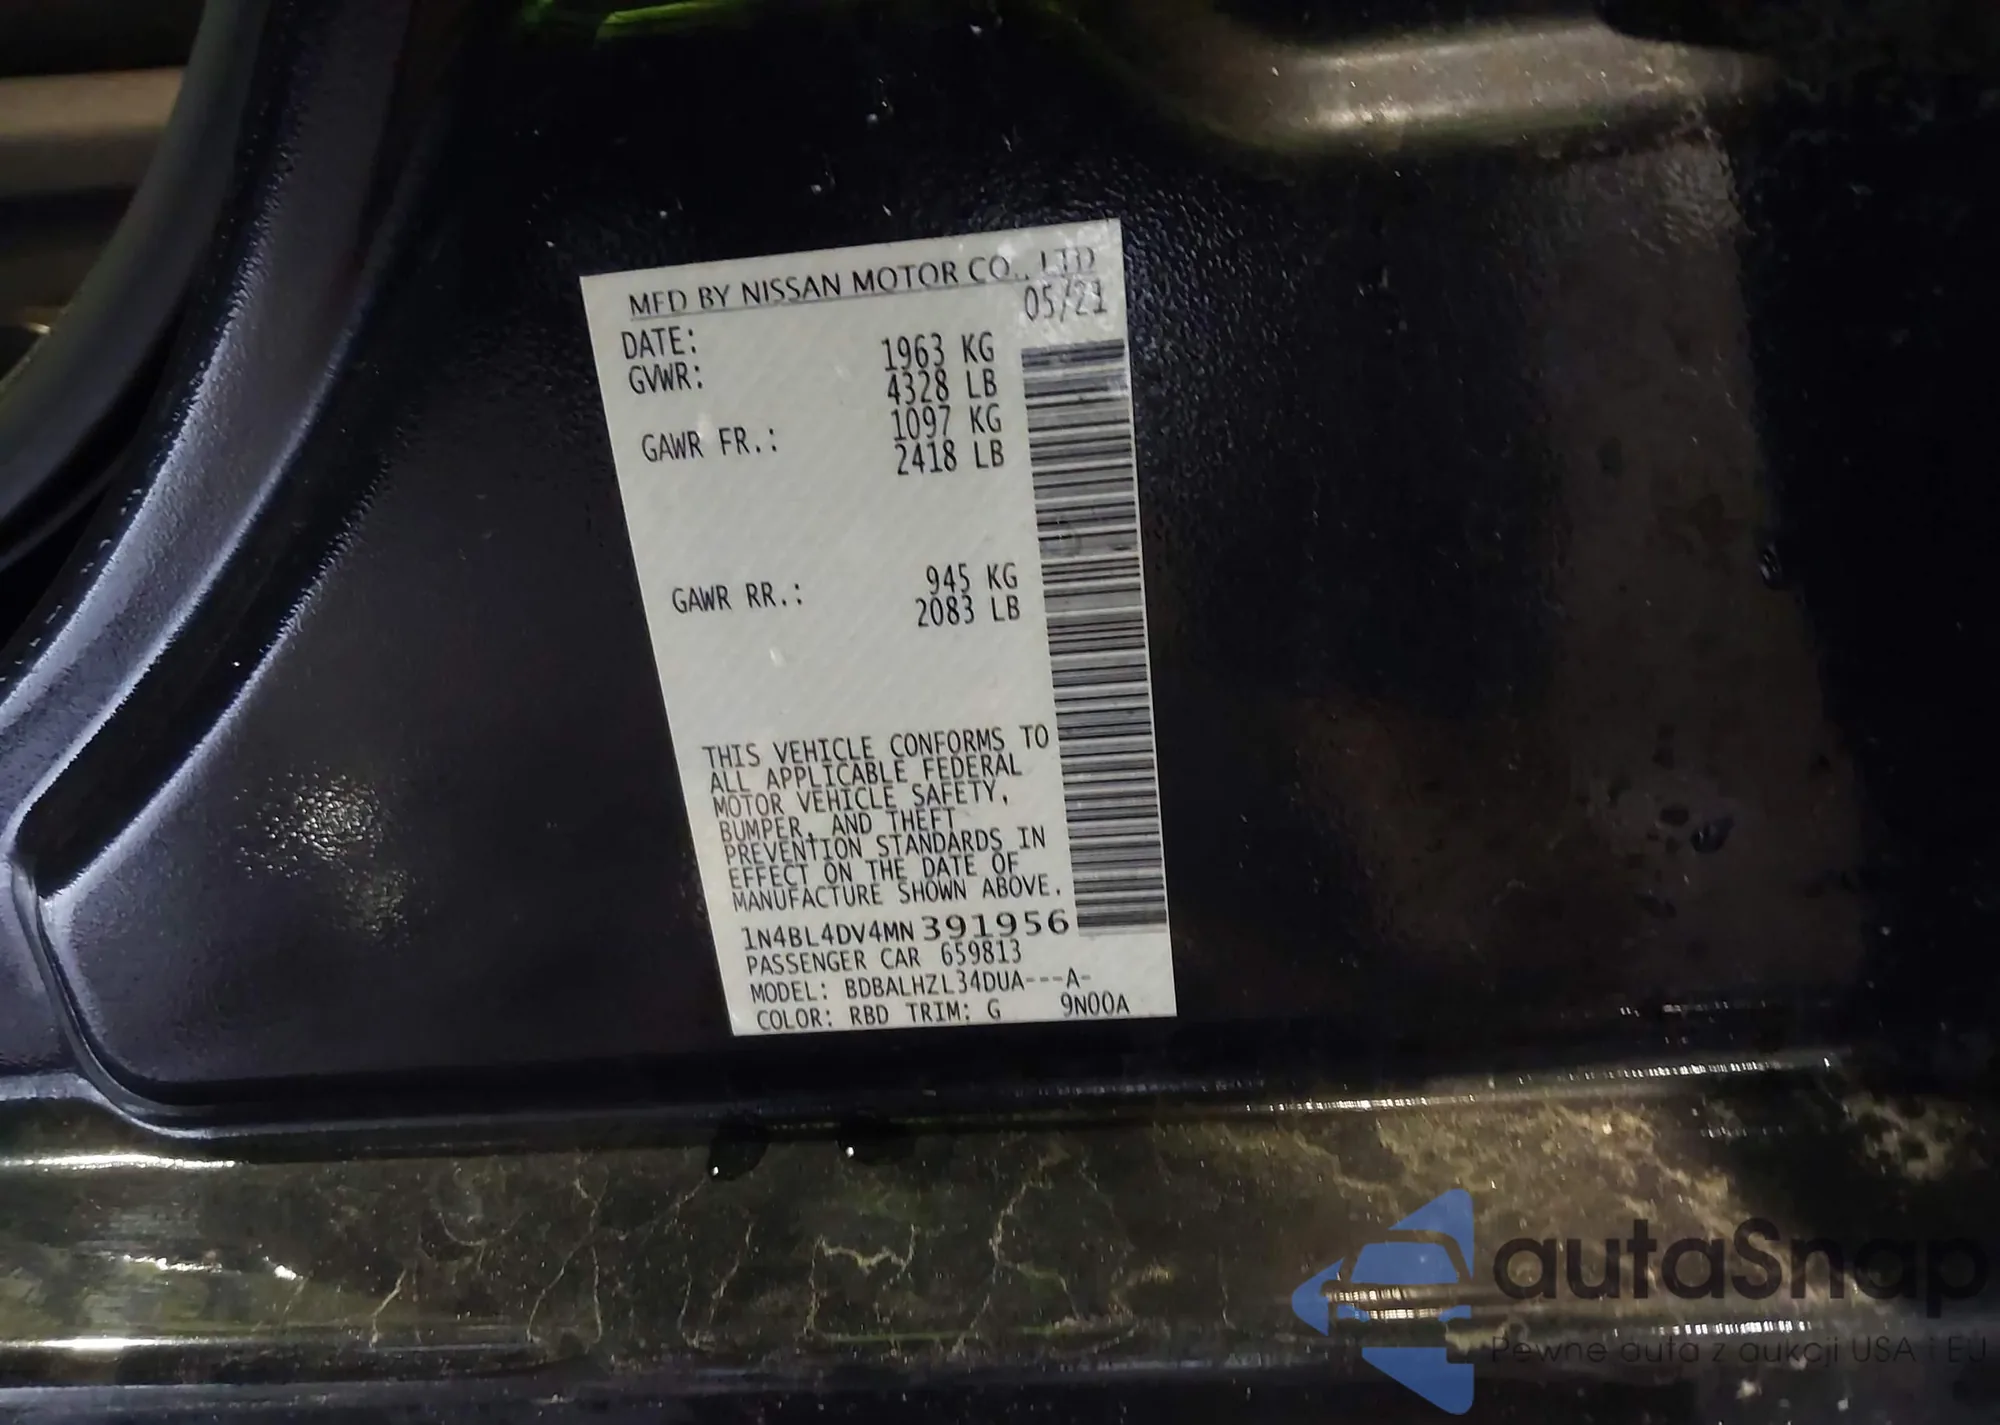 MFD BY NISSAN MOTOR CO., LTD
DATE: 05/21
GVWR: 1963 KG
4328 LB
GAWR FR.: 1097 KG
2418 LB
GAWR RR.: 945 KG
2083 LB
THIS VEHICLE CONFORMS TO
ALL APPLICABLE FEDERAL
MOTOR VEHICLE SAFETY,
BUMPER, AND THEFT
PREVENTION STANDARDS IN
EFFECT ON THE DATE OF
MANUFACTURE SHOWN ABOVE.
1N4BL4DV4MN391956
PASSENGER CAR 659813
MODEL: BDBALHZL34DUA---A-
COLOR: RBD TRIM: G 9N00A
autaSnap
Pewne auta z aukcji USA i EU